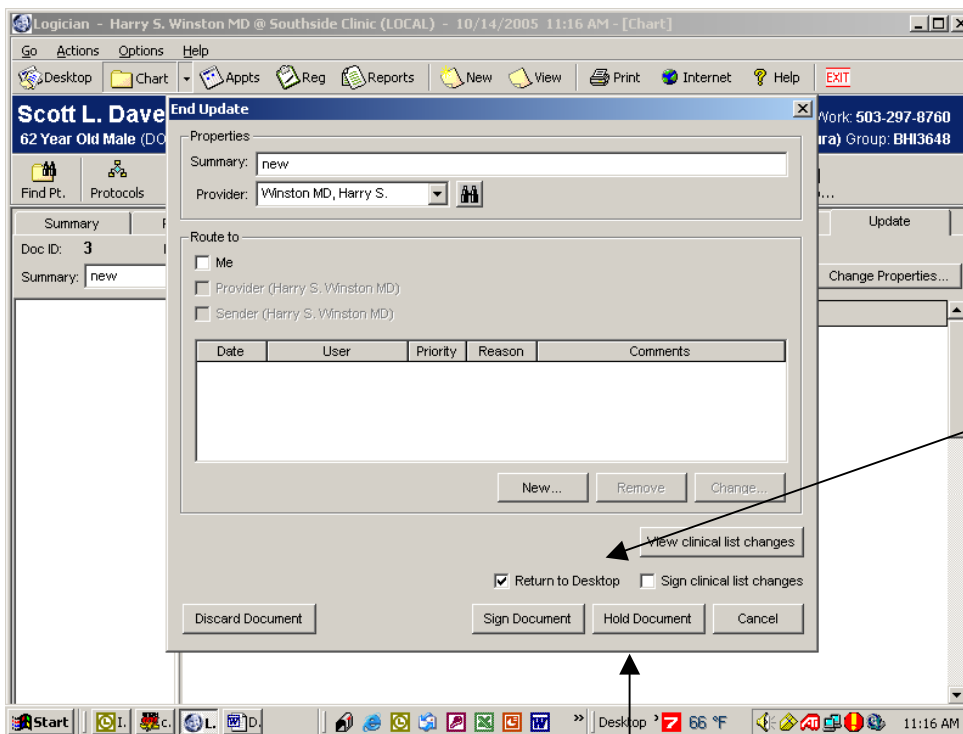 Logician - Harry S. Winston MD @ Southside Clinic (LOCAL) - 10/14/2005 11:16 AM - [Chart]
Go Actions Options Help
Desktop Chart Appts Reg Reports New View Print Internet Help EXIT
Scott L. Dave
Work: 503-297-8760
62 Year Old Male (DO
ura) Group: BHI3648
Find Pt. Protocols
...
Summary
Update
Doc ID: 3
Summary: new
Change Properties...
End Update
Properties
Summary: new
Provider: Winston MD, Harry S.
Route to
Me
Provider (Harry S. Winston MD)
Sender (Harry S. Winston MD)
Date User Priority Reason Comments
New... Remove Change...
View clinical list changes
Return to Desktop Sign clinical list changes
Discard Document Sign Document Hold Document Cancel
Start I. c. L. D. » Desktop » 66 °F 11:16 AM